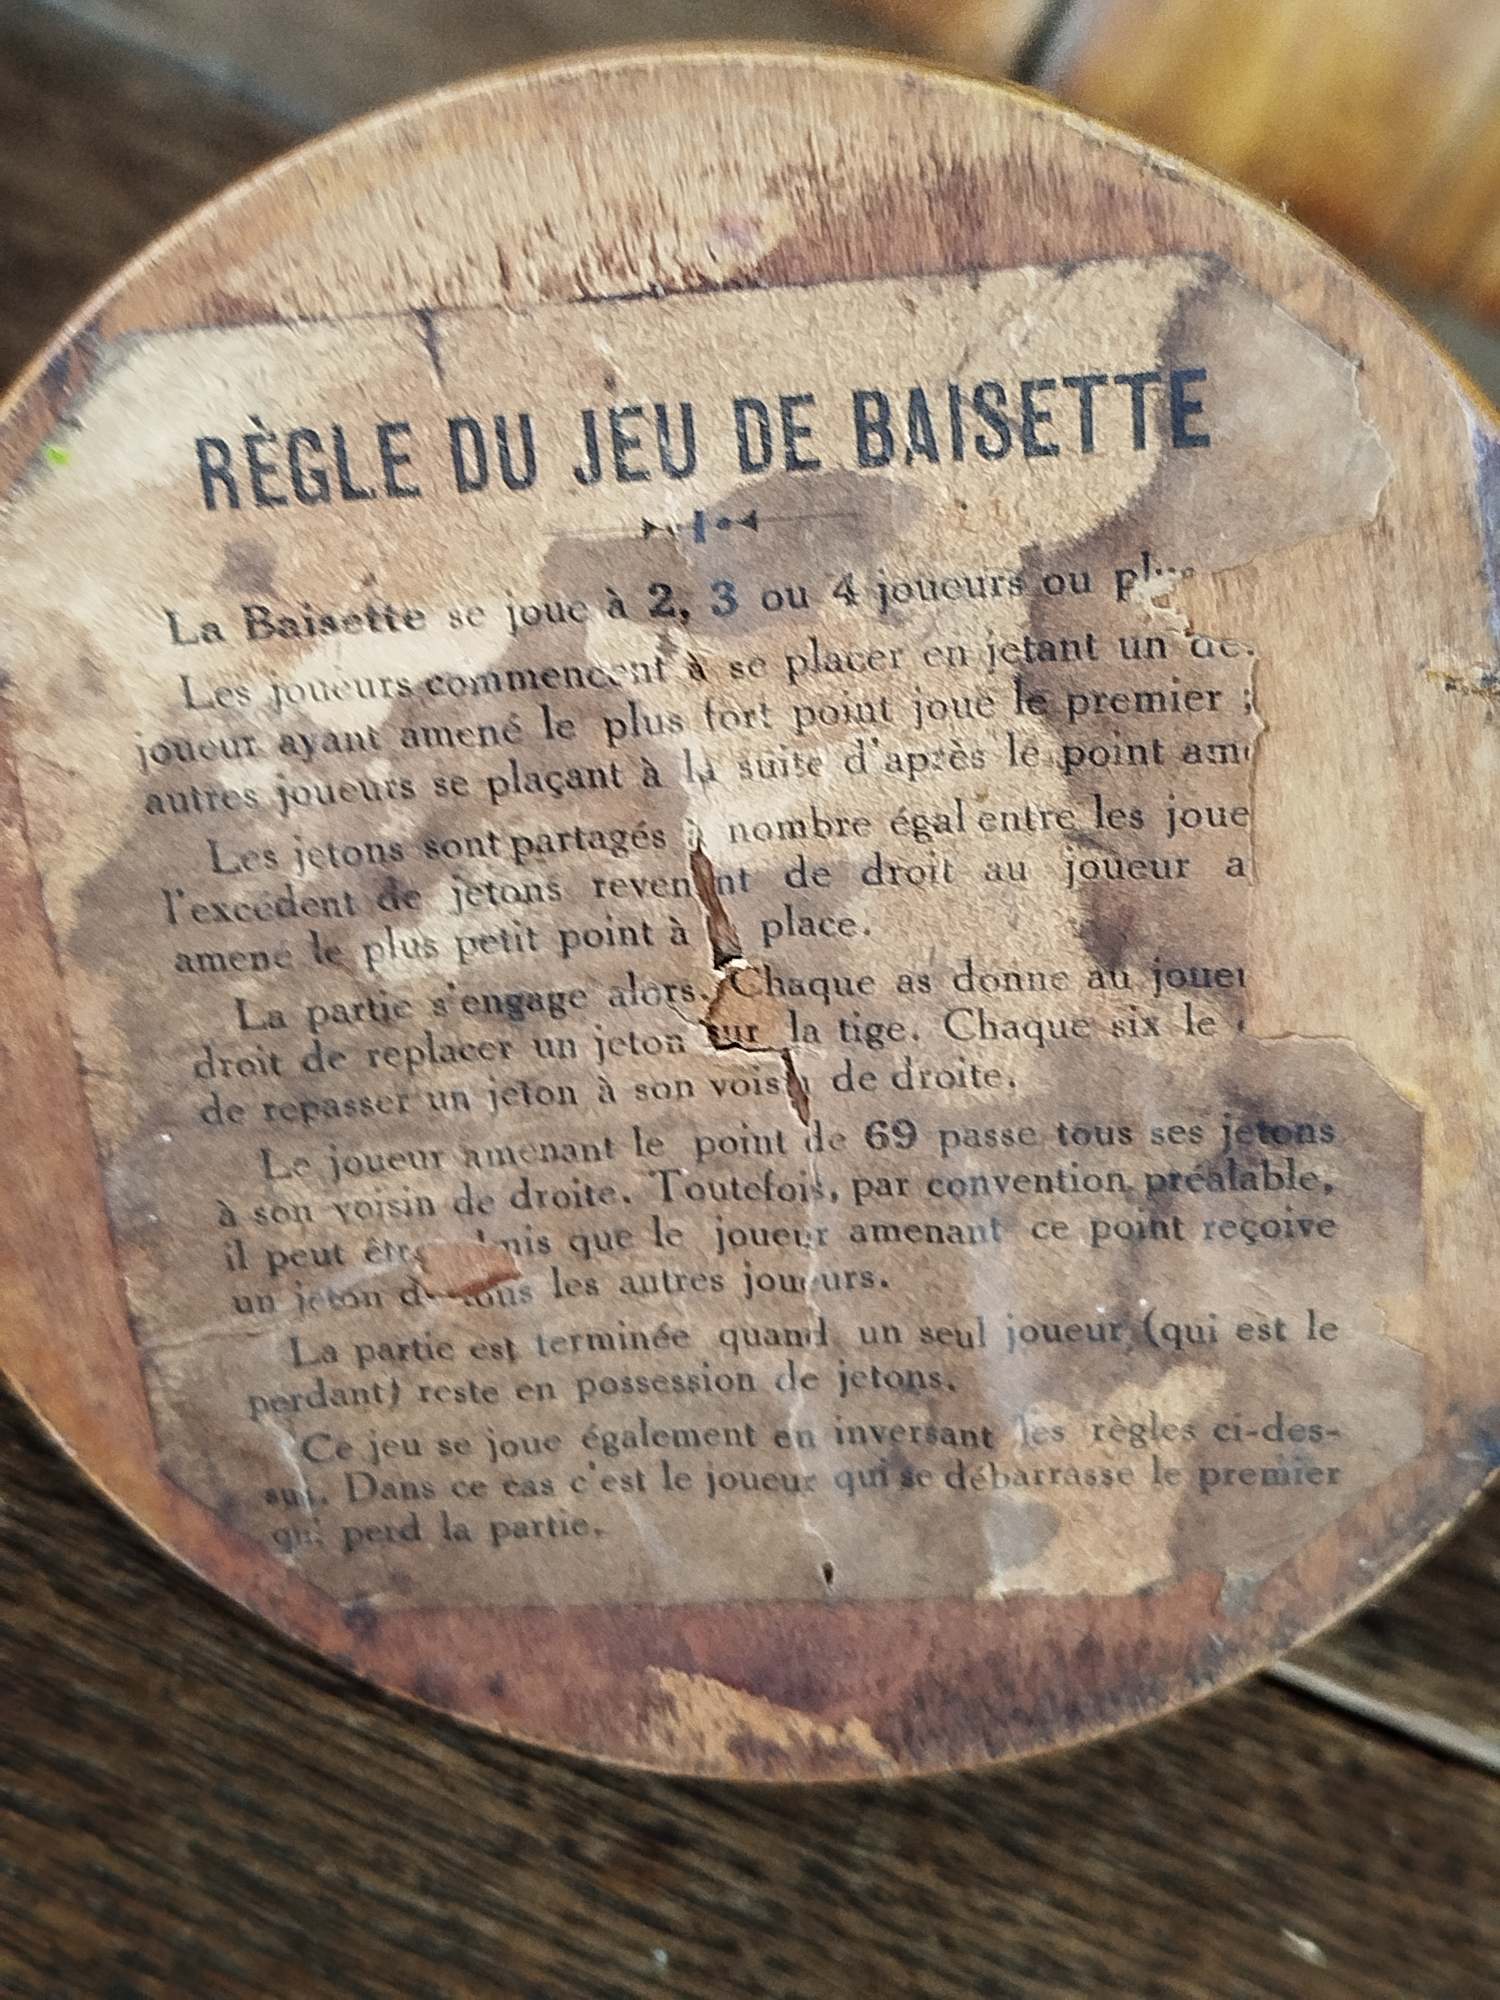 RÈGLE DU JEU DE BAISETTE
La Baisette se joue à 2, 3 ou 4 joueurs ou
Les joueurs commencent à se placer en jetant un
joueur ayant amené le plus fort point joue le premier ;
autres joueurs se plaçant à la suite d'après le point
Les jetons sont partagés à nombre égal entre les
l'excédent de jetons revenant de droit au joueur
amené le plus petit point à place.
La partie s'engage alors. Chaque as donne au
droit de replacer un jeton sur la tige. Chaque six le
de repasser un jeton à son voisin de droite.
Le joueur amenant le point de 69 passe tous ses jetons
à son voisin de droite. Toutefois, par convention préalable,
il peut être que le joueur amenant ce point reçoive
un jeton de tous les autres joueurs.
La partie est terminée quand un seul joueur (qui est le
perdant) reste en possession de jetons.
Ce jeu se joue également en inversant les règles ci-des-
sus. Dans ce cas c'est le joueur qui se débarrasse le premier
qui perd la partie.